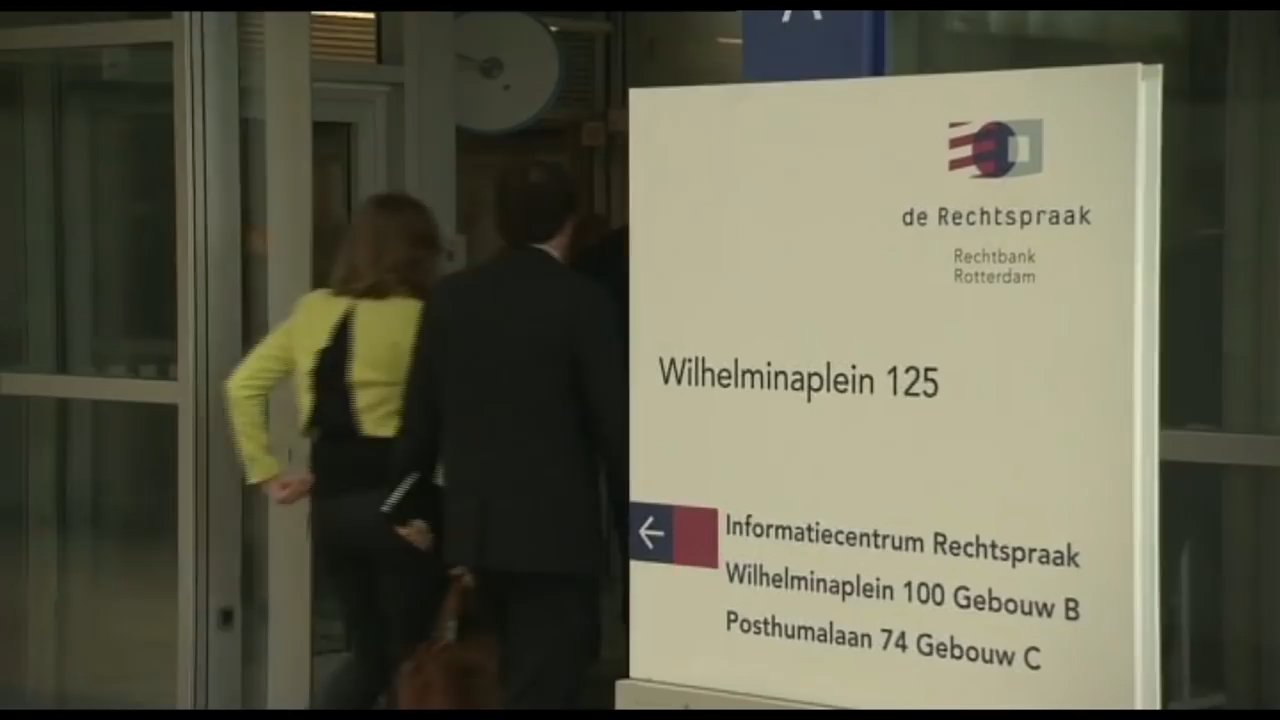 A
de Rechtspraak
Rechtbank
Rotterdam
Wilhelminaplein 125
Informatiecentrum Rechtspraak
Wilhelminaplein 100 Gebouw B
Posthumalaan 74 Gebouw C